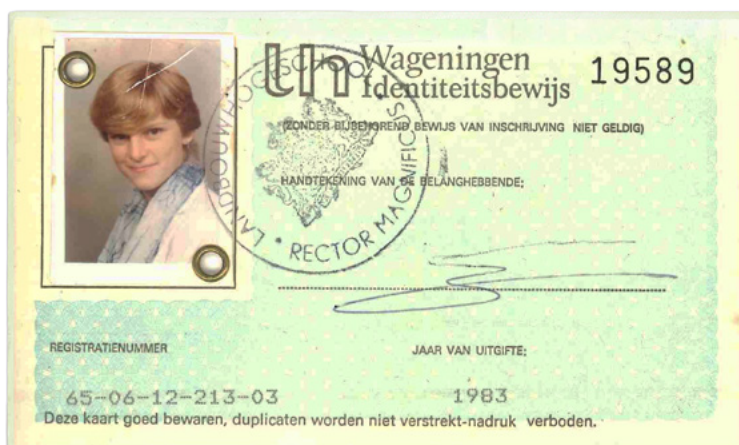 lh Wageningen
Identiteitsbewijs
19589
(ZONDER BIJBEHOREND BEWIJS VAN INSCHRIJVING NIET GELDIG)
HANDTEKENING VAN DE BELANGHEBBENDE:
LANDBOUWHOGESCHOOL • RECTOR MAGNIFICUS •
REGISTRATIENUMMER
JAAR VAN UITGIFTE:
65-06-12-213-03
1983
Deze kaart goed bewaren, duplicaten worden niet verstrekt-nadruk verboden.